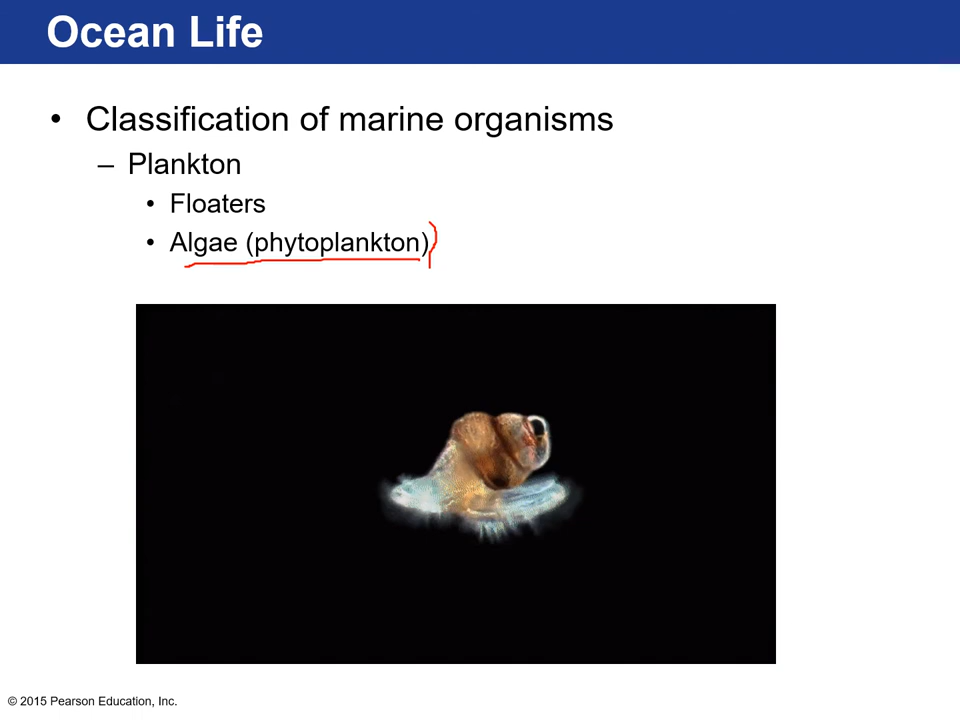 Ocean Life
• Classification of marine organisms
– Plankton
• Floaters
• Algae (phytoplankton)
© 2015 Pearson Education, Inc.